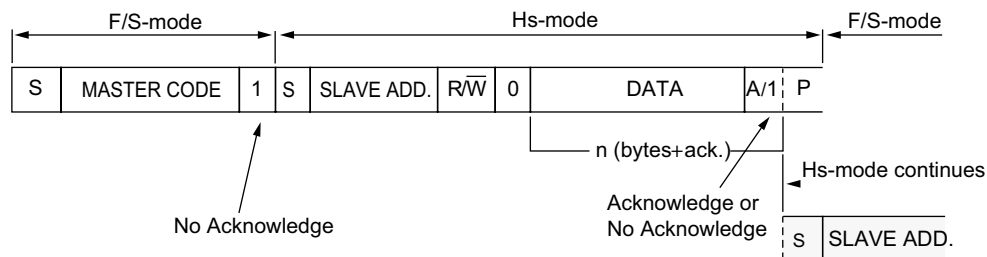 F/S-mode Hs-mode F/S-mode
S MASTER CODE 1 S SLAVE ADD. R/W̅ 0 DATA A/1 P
n (bytes+ack.)
Hs-mode continues
No Acknowledge
Acknowledge or
No Acknowledge
S SLAVE ADD.